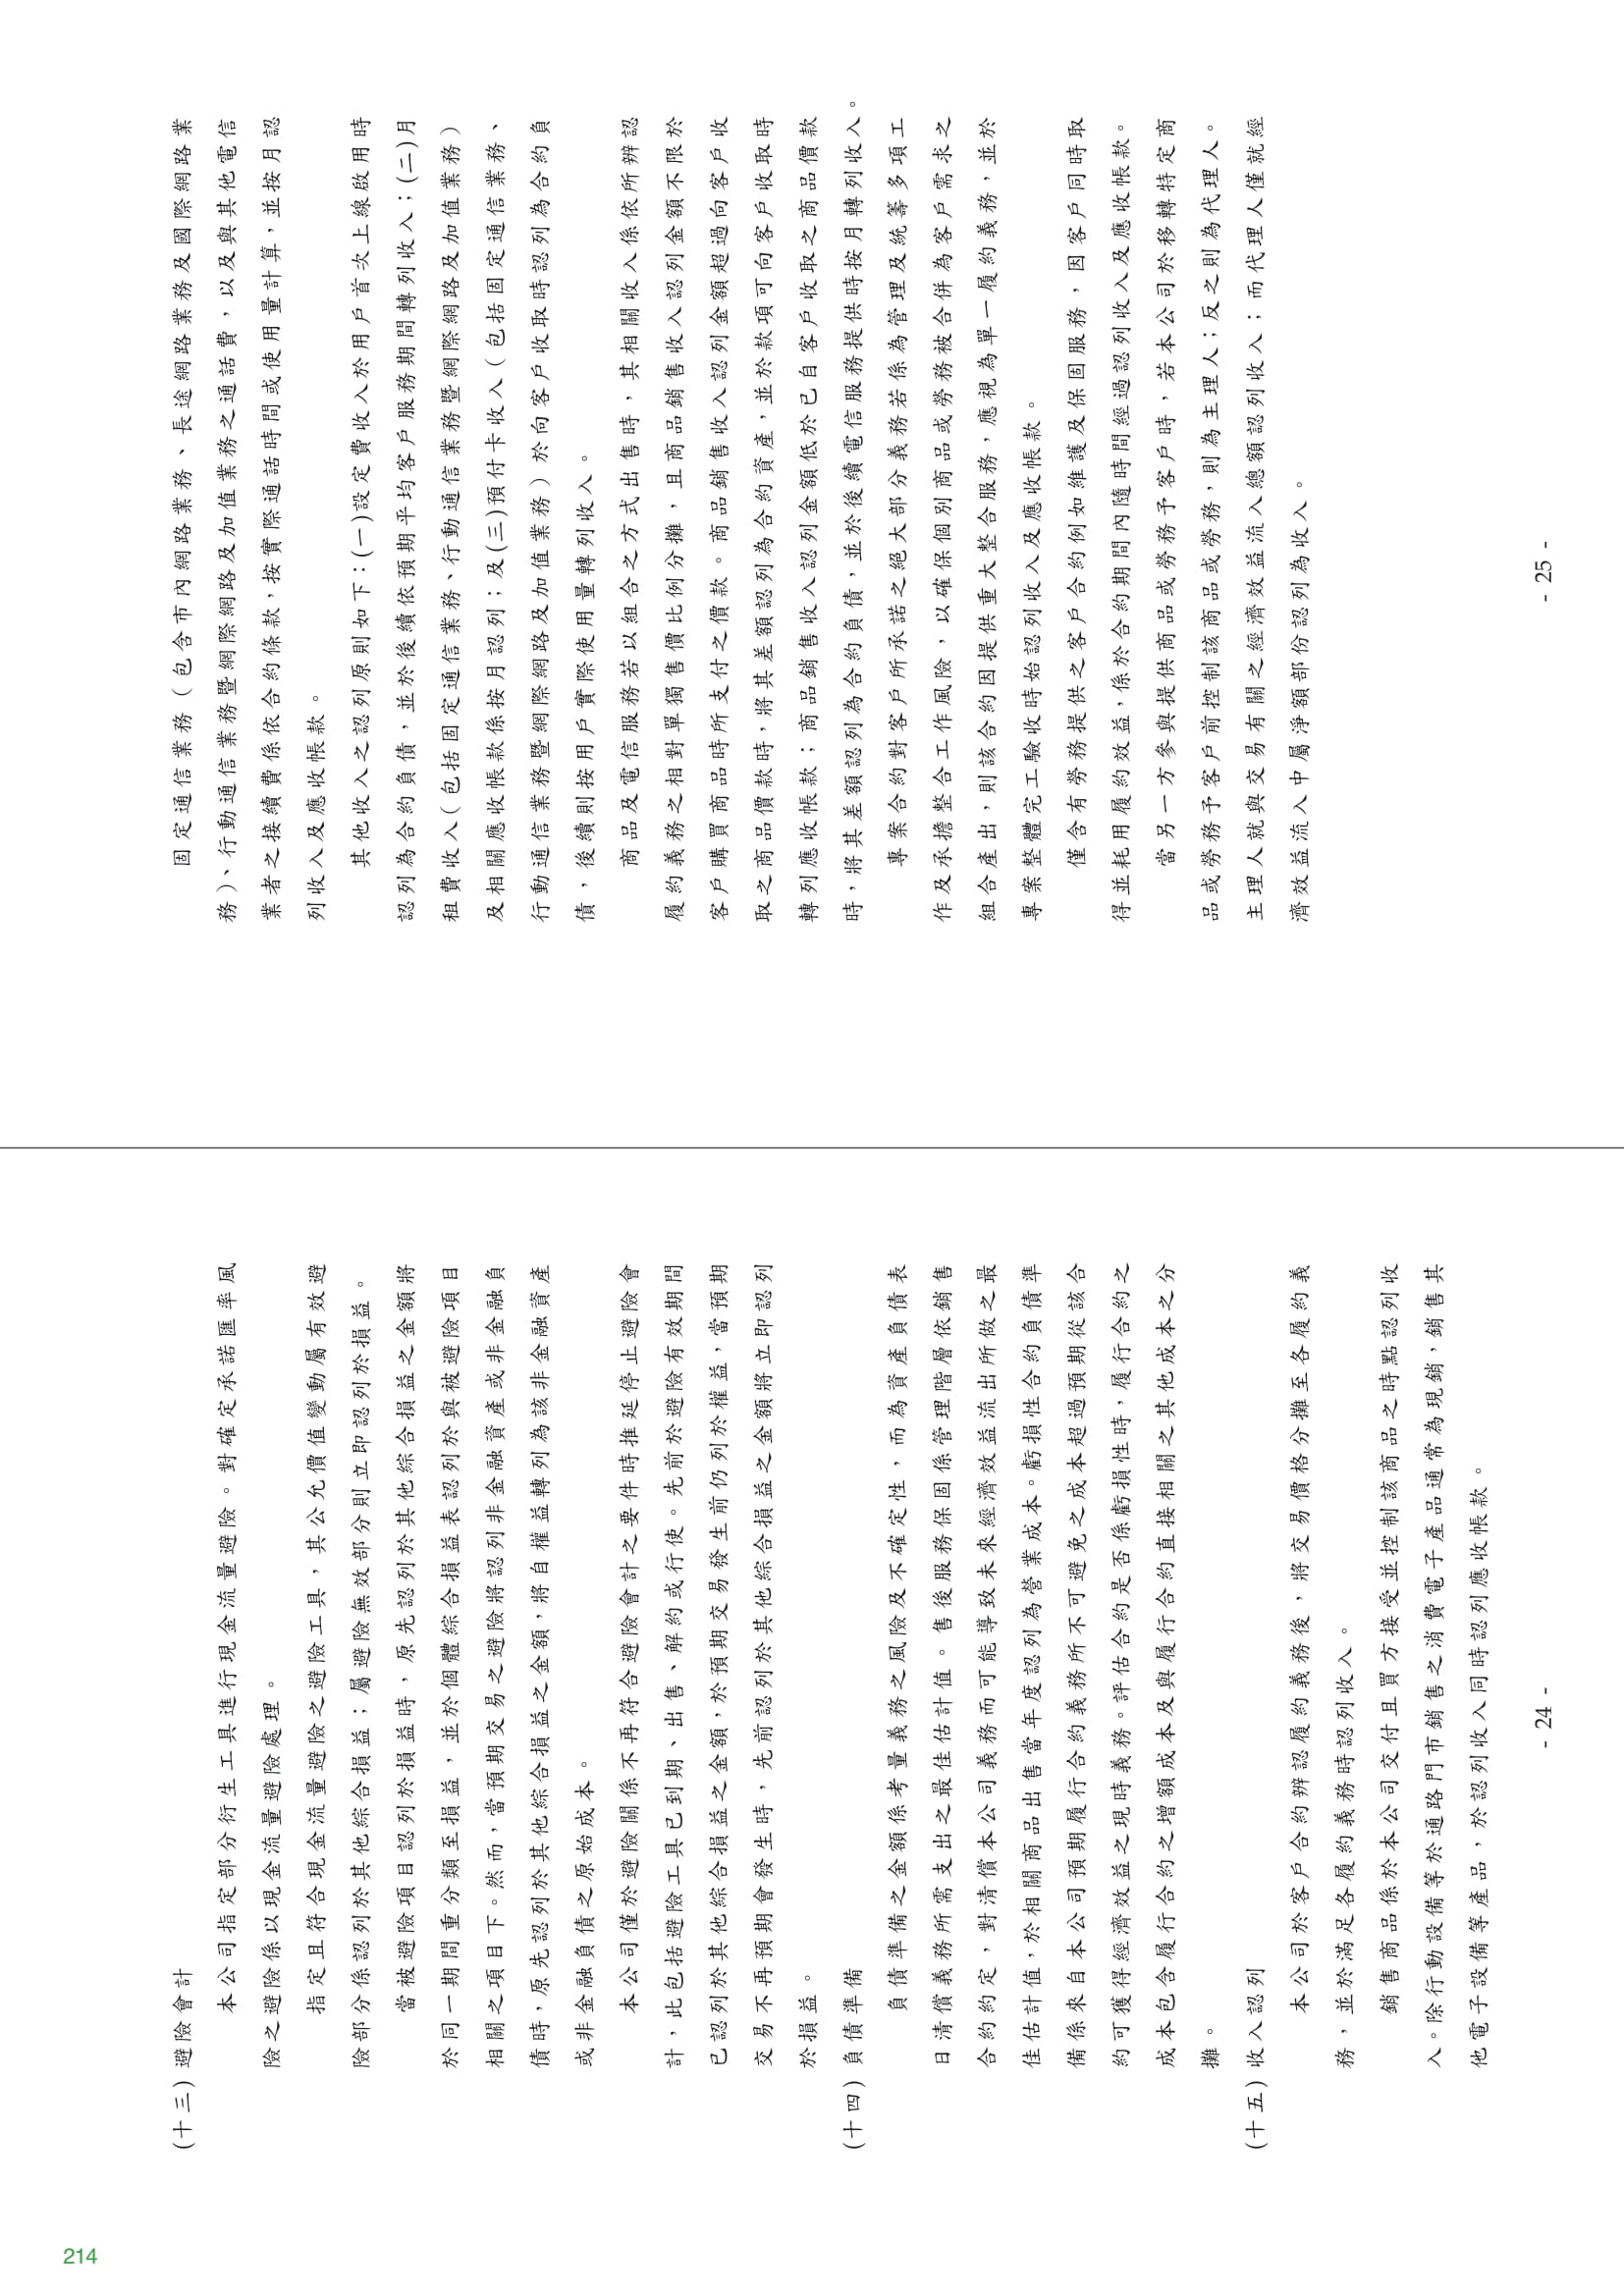 (十三) 避險會計
本公司指定部分衍生工具進行現金流量避險。對確定承諾匯率風
險之避險係以現金流量避險處理。
指定且符合現金流量避險之避險工具，其公允價值變動屬有效避
險部分係認列於其他綜合損益；屬避險無效部分則立即認列於損益。
當被避險項目認列於損益時，原先認列於其他綜合損益之金額將
於同一期間重分類至損益，並於個體綜合損益表認列於與被避險項目
相關之項目下。然而，當預期交易之避險將認列非金融資產或非金融負
債時，原先認列於其他綜合損益之金額，將自權益轉列為該非金融資產
或非金融負債之原始成本。
本公司僅於避險關係不再符合避險會計之要件時推延停止避險會
計，此包括避險工具已到期、出售、解約或行使。先前於避險有效期間
已認列於其他綜合損益之金額，於預期交易發生前仍列於權益，當預期
交易不再預期會發生時，先前認列於其他綜合損益之金額將立即認列
於損益。
(十四) 負債準備
負債準備之金額係考量義務之風險及不確定性，而為資產負債表
日清償義務所需支出之最佳估計值。售後服務保固係管理階層依銷售
合約約定，對清償本公司義務而可能導致未來經濟效益流出所做之最
佳估計值，於相關商品出售當年度認列為營業成本。虧損性合約負債準
備係來自本公司預期履行合約義務所不可避免之成本超過預期從該合
約可獲得經濟效益之現時義務。評估合約是否係虧損性時，履行合約之
成本包含履行合約之增額成本及與履行合約直接相關之其他成本之分
攤。
(十五) 收入認列
本公司於客戶合約辨認履約義務後，將交易價格分攤至各履約義
務，並於滿足各履約義務時認列收入。
銷售商品係於本公司交付且買方接受並控制該商品之時點認列收
入。除行動設備等於通路門市銷售之消費電子產品通常為現銷，銷售其
他電子設備等產品，於認列收入同時認列應收帳款。
- 24 -
固定通信業務（包含市內網路業務、長途網路業務及國際網路業
務）、行動通信業務暨網際網路及加值業務之通話費，以及與其他電信
業者之接續費係依合約條款，按實際通話時間或使用量計算，並按月認
列收入及應收帳款。
其他收入之認列原則如下：(一)設定費收入於用戶首次上線啟用時
認列為合約負債，並於後續依預期平均客戶服務期間轉列收入；(二)月
租費收入（包括固定通信業務、行動通信業務暨網際網路及加值業務）
及相關應收帳款係按月認列；及(三)預付卡收入（包括固定通信業務、
行動通信業務暨網際網路及加值業務）於向客戶收取時認列為合約負
債，後續則按用戶實際使用量轉列收入。
商品及電信服務若以組合之方式出售時，其相關收入係依所辨認
履約義務之相對單獨售價比例分攤，且商品銷售收入認列金額不限於
客戶購買商品時所支付之價款。商品銷售收入認列金額超過向客戶收
取之商品價款時，將其差額認列為合約資產，並於款項可向客戶收取時
轉列應收帳款；商品銷售收入認列金額低於已自客戶收取之商品價款
時，將其差額認列為合約負債，並於後續電信服務提供時按月轉列收入。
專案合約對客戶所承諾之絕大部分義務若係為管理及統籌多項工
作及承擔整合工作風險，以確保個別商品或勞務被合併為客戶需求之
組合產出，則該合約因提供重大整合服務，應視為單一履約義務，並於
專案整體完工驗收時始認列收入及應收帳款。
僅含有勞務提供之客戶合約例如維護及保固服務，因客戶同時取
得並耗用履約效益，係於合約期間內隨時間經過認列收入及應收帳款。
當另一方參與提供商品或勞務予客戶時，若本公司於移轉特定商
品或勞務予客戶前控制該商品或勞務，則為主理人；反之則為代理人。
主理人就與交易有關之經濟效益流入總額認列收入；而代理人僅就經
濟效益流入中屬淨額部份認列為收入。
- 25 -
214